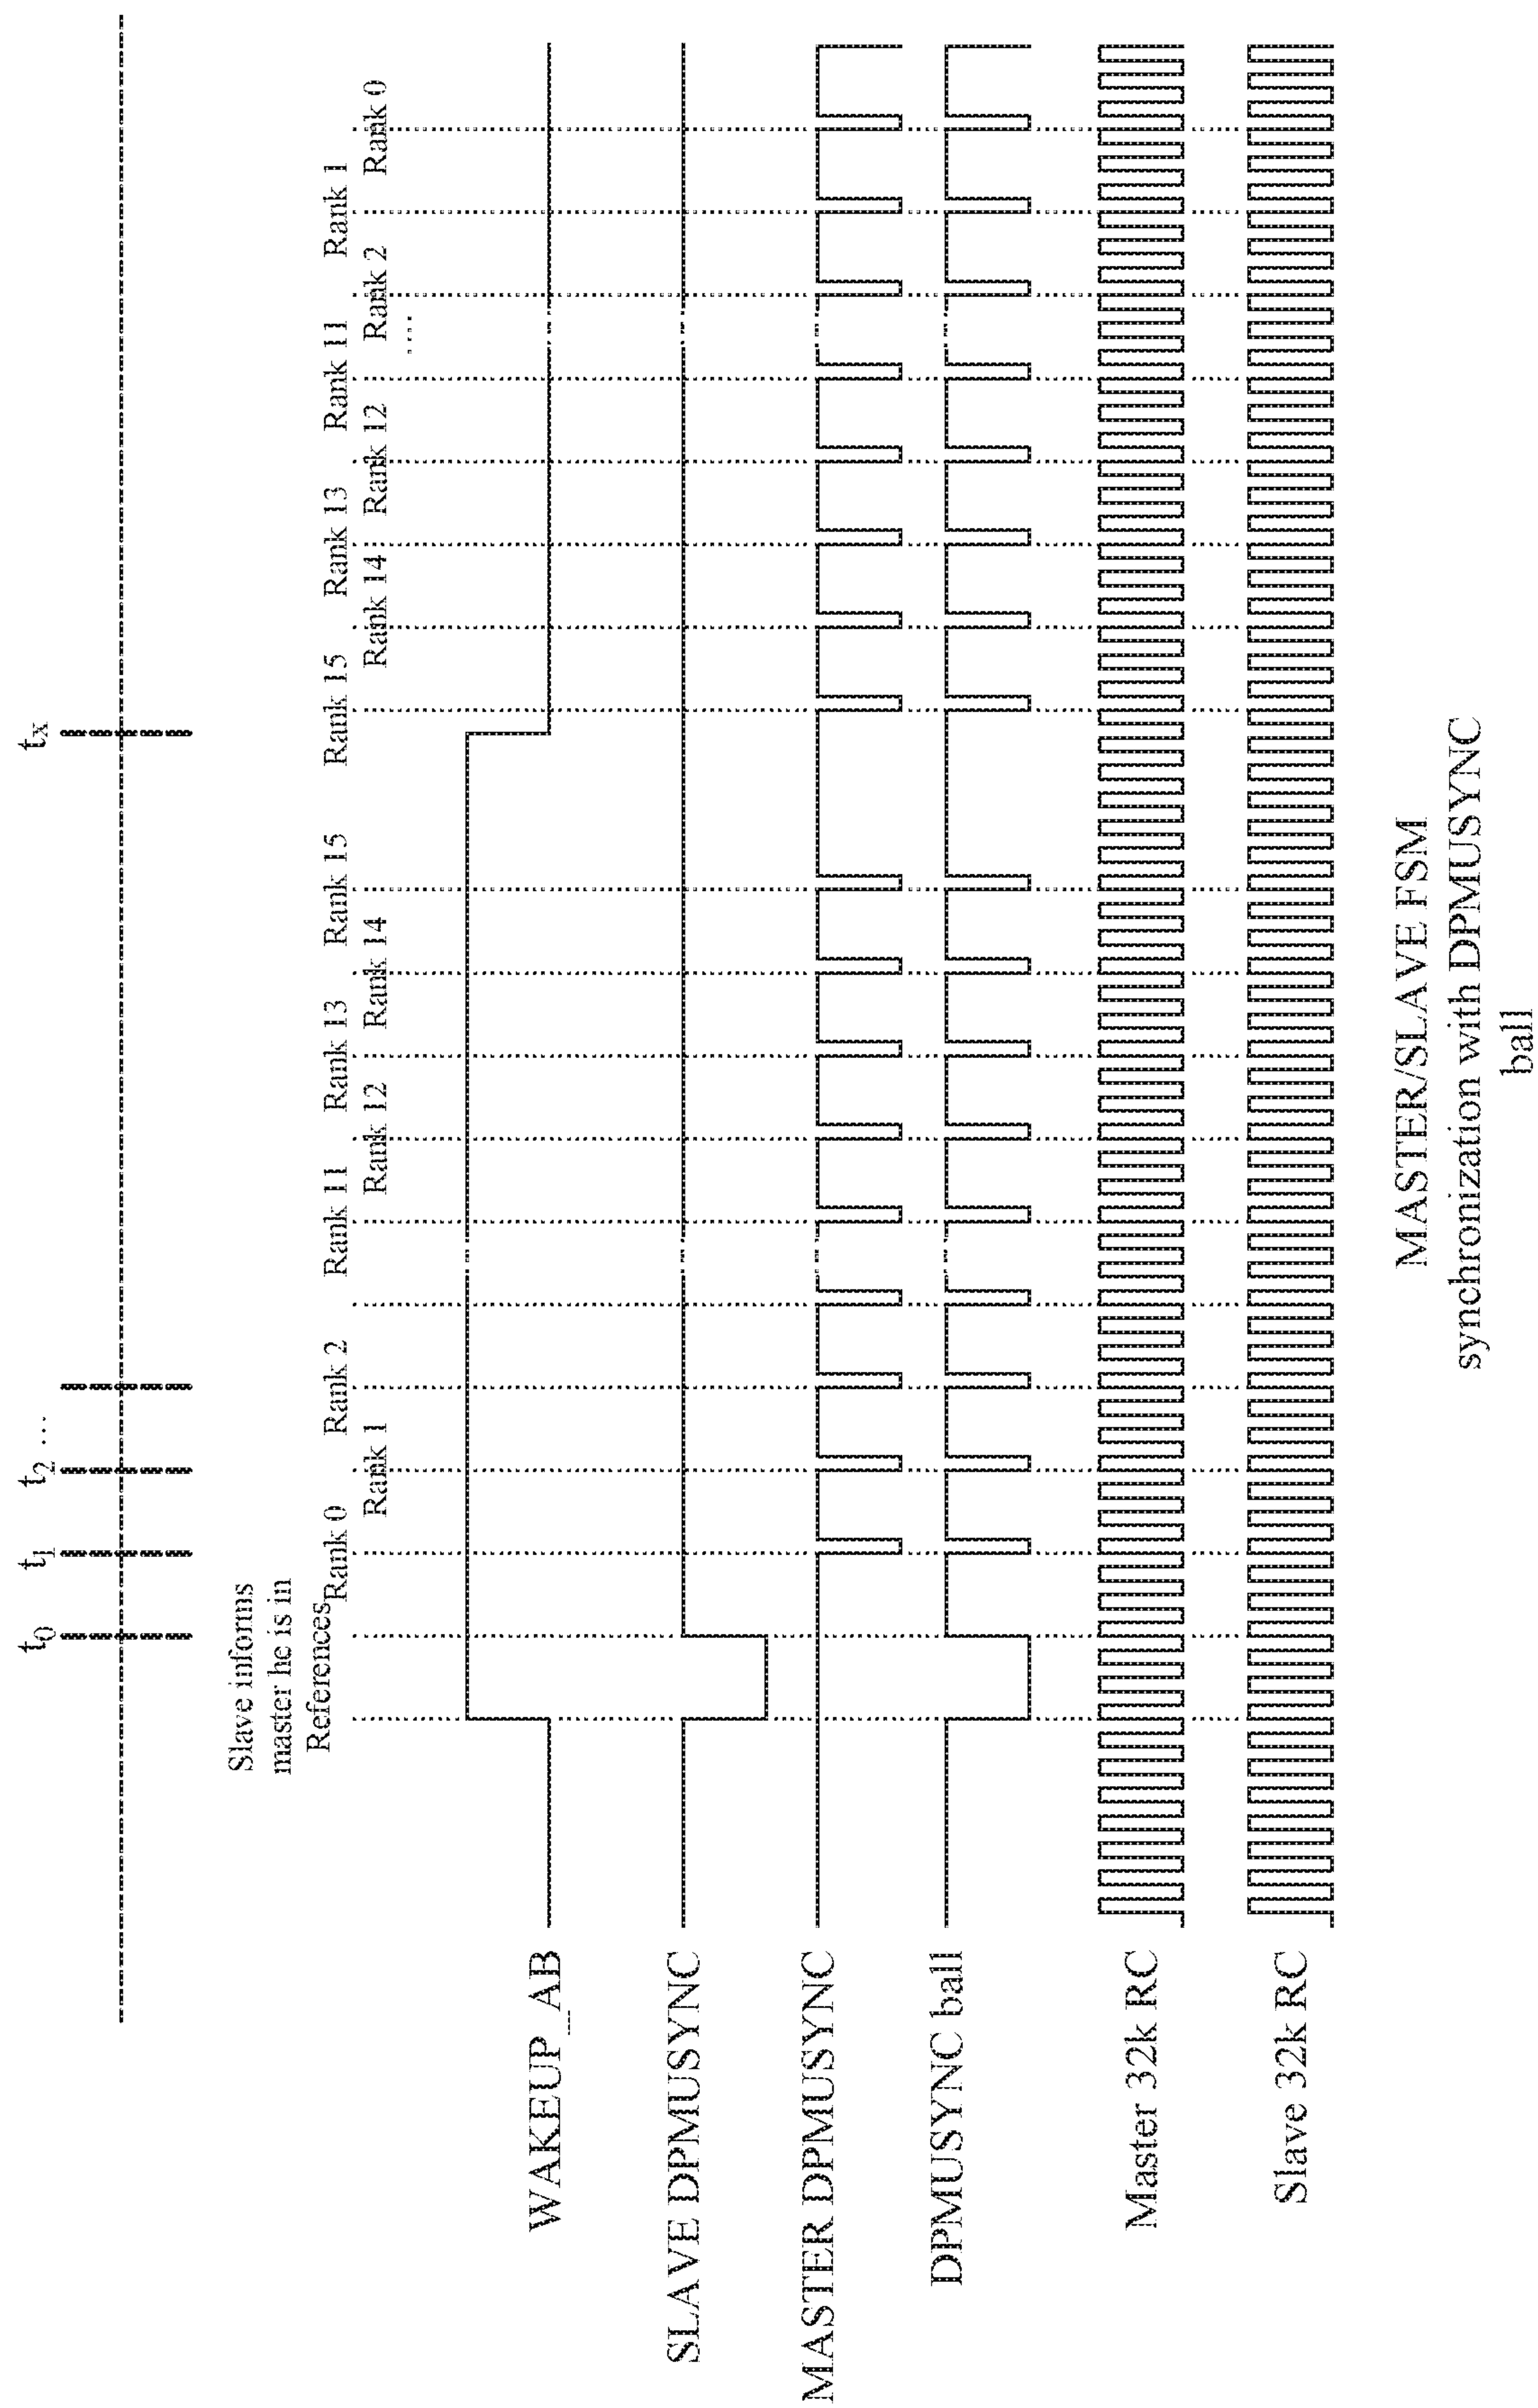 t0 t1 t2 ... tx
Slave informs
master he is in
References
Rank 0 Rank 2 Rank 11 Rank 13 Rank 15 Rank 15 Rank 13 Rank 11 Rank 1
Rank 1 Rank 12 Rank 14 Rank 14 Rank 12 Rank 2 Rank 0
....
WAKEUP_AB
SLAVE DPMUSYNC
MASTER DPMUSYNC
DPMUSYNC ball
Master 32k RC
Slave 32k RC
MASTER/SLAVE FSM
synchronization with DPMUSYNC
ball